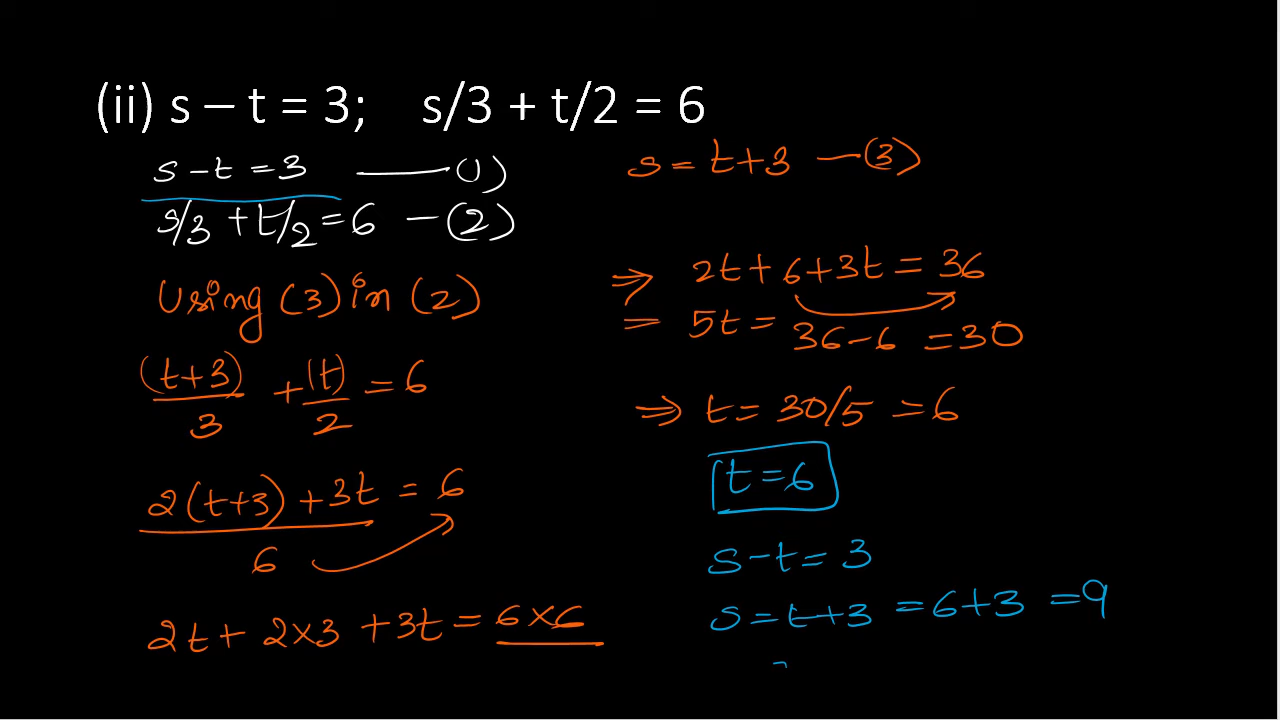 (ii) s – t = 3;    s/3 + t/2 = 6
s - t = 3 —— (1)
s/3 + t/2 = 6 - (2)
Using (3) in (2)
(t+3)/3 + (t)/2 = 6
2(t+3) + 3t = 6
6
2t + 2×3 + 3t = 6×6
s = t+3 — (3)
⇒ 2t + 6 + 3t = 36
= 5t = 36-6 = 30
⇒ t = 30/5 = 6
t = 6
s - t = 3
s = t+3 = 6+3 = 9